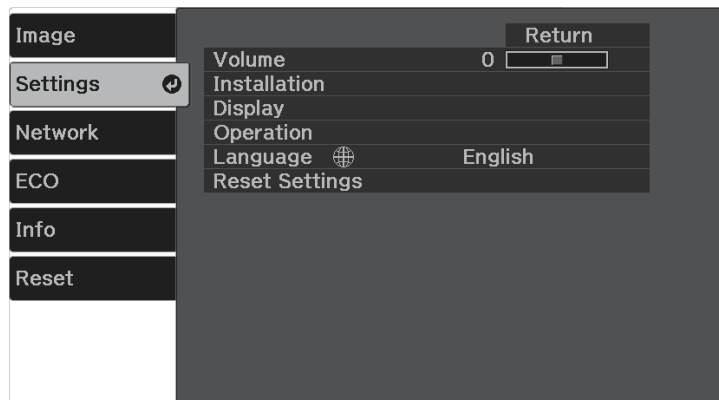 Image
Settings
Network
ECO
Info
Reset
Return
Volume 0
Installation
Display
Operation
Language English
Reset Settings